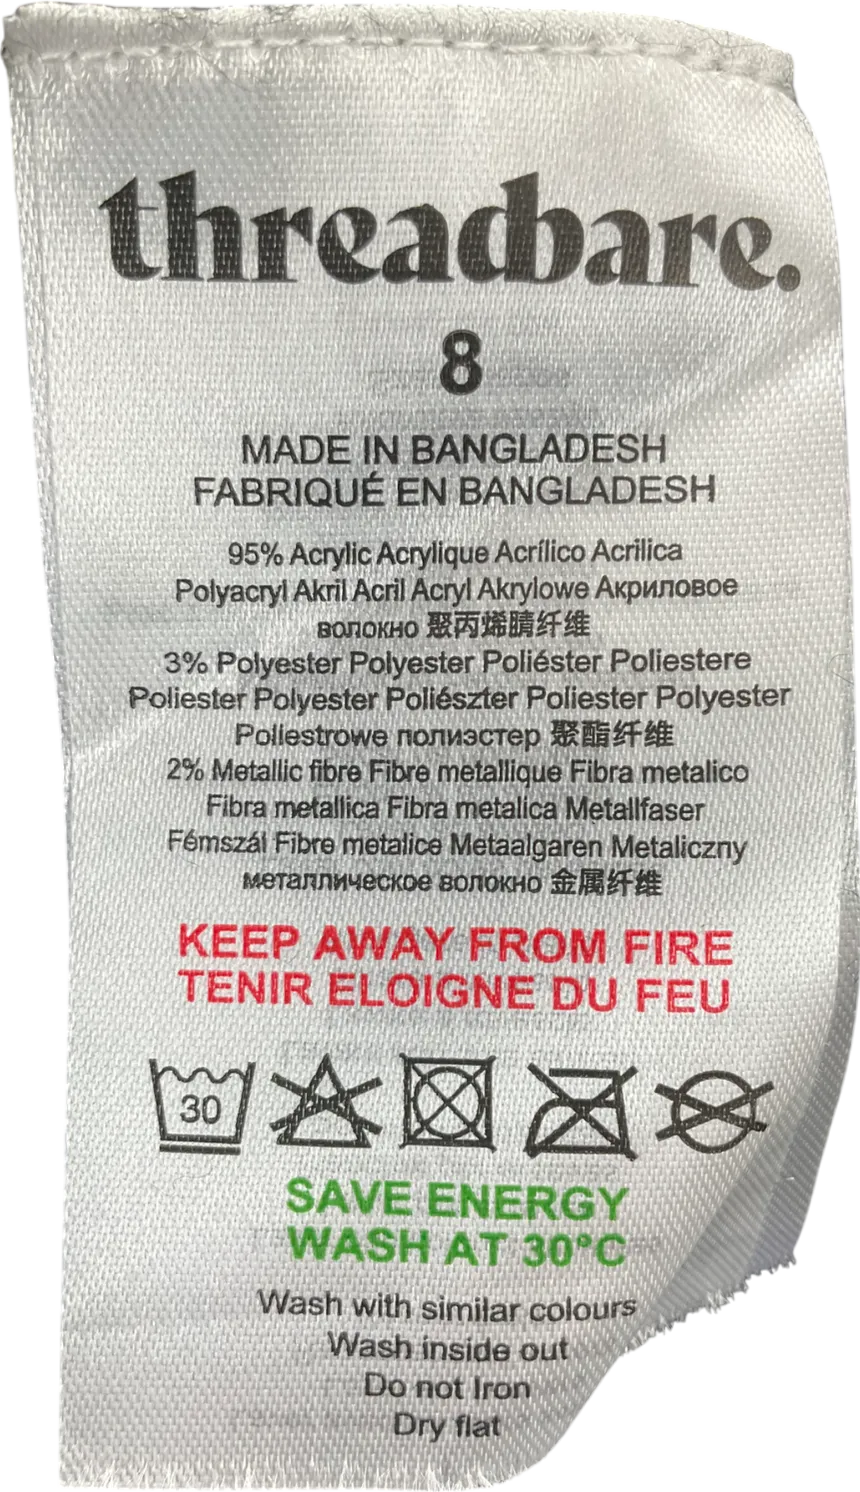 threadbare.
8
MADE IN BANGLADESH
FABRIQUÉ EN BANGLADESH
95% Acrylic Acrylique Acrílico Acrilica
Polyacryl Akril Acril Acryl Akrylowe Акриловое
волокно 聚丙烯腈纤维
3% Polyester Polyester Poliéster Poliestere
Poliester Polyester Poliészter Poliester Polyester
Poliestrowe полиэстер 聚酯纤维
2% Metallic fibre Fibre metallique Fibra metalico
Fibra metallica Fibra metalica Metallfaser
Fémszál Fibre metalice Metaalgaren Metaliczny
металлическое волокно 金属纤维
KEEP AWAY FROM FIRE
TENIR ELOIGNE DU FEU
30
SAVE ENERGY
WASH AT 30°C
Wash with similar colours
Wash inside out
Do not Iron
Dry flat